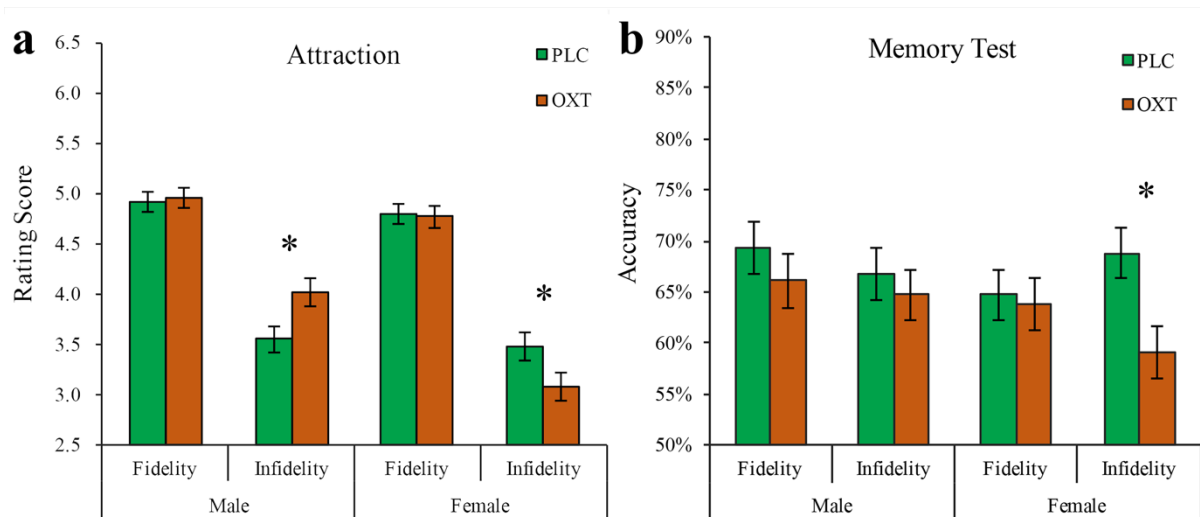 a
Attraction
PLC
OXT
Rating Score
6.5
6.0
5.5
5.0
4.5
4.0
3.5
3.0
2.5
*
*
Fidelity Infidelity Fidelity Infidelity
Male Female
b
Memory Test
PLC
OXT
Accuracy
90%
85%
80%
75%
70%
65%
60%
55%
50%
*
Fidelity Infidelity Fidelity Infidelity
Male Female